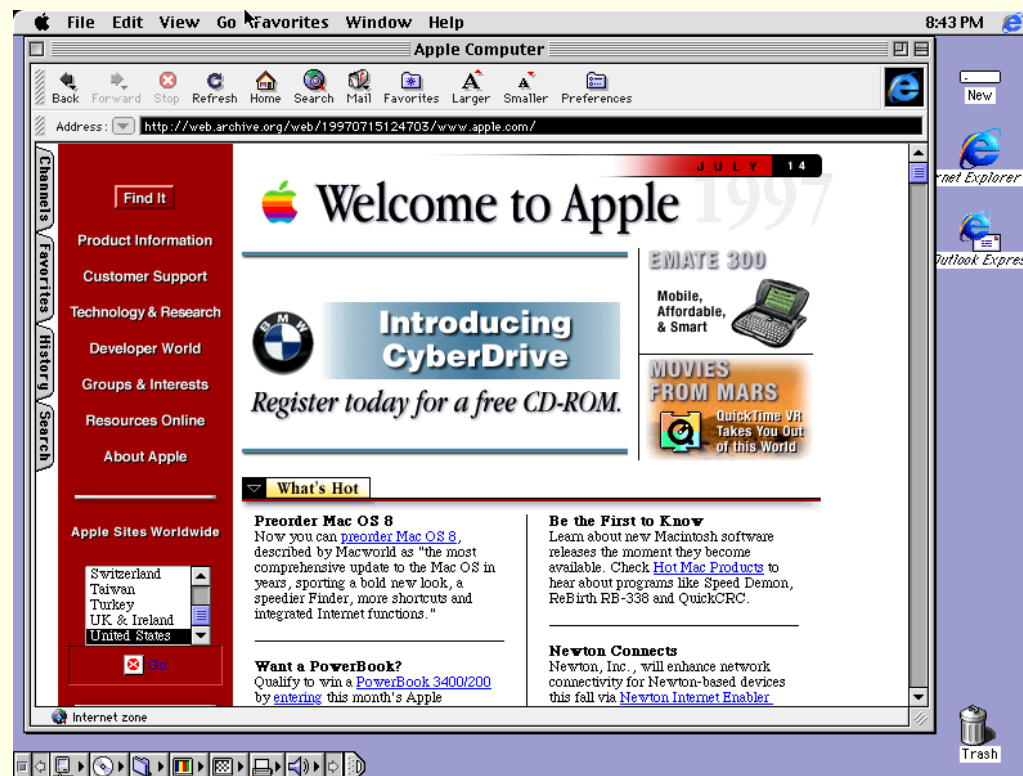 File Edit View Go Favorites Window Help 8:43 PM
Apple Computer
Back Forward Stop Refresh Home Search Mail Favorites Larger Smaller Preferences
Address: http://web.archive.org/web/19970715124703/www.apple.com/
New
rnet Explorer
Outlook Expres
Trash
Channels
Favorites
History
Search
Find It
Product Information
Customer Support
Technology & Research
Developer World
Groups & Interests
Resources Online
About Apple
Apple Sites Worldwide
Switzerland
Taiwan
Turkey
UK & Ireland
United States
Go
JULY 14
1997
Welcome to Apple
BMW
Introducing
CyberDrive
Register today for a free CD-ROM.
EMATE 300
Mobile,
Affordable,
& Smart
MOVIES
FROM MARS
QuickTime VR
Takes You Out
of this World
What's Hot
Preorder Mac OS 8
Now you can preorder Mac OS 8,
described by Macworld as "the most
comprehensive update to the Mac OS in
years, sporting a bold new look, a
speedier Finder, more shortcuts and
integrated Internet functions."
Want a PowerBook?
Qualify to win a PowerBook 3400/200
by entering this month's Apple
Be the First to Know
Learn about new Macintosh software
releases the moment they become
available. Check Hot Mac Products to
hear about programs like Speed Demon,
ReBirth RB-338 and QuickCRC.
Newton Connects
Newton, Inc., will enhance network
connectivity for Newton-based devices
this fall via Newton Internet Enabler
Internet zone